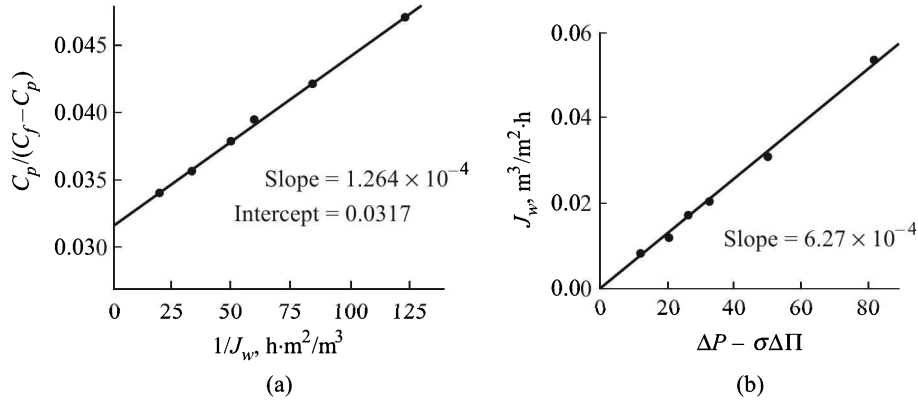 0.045
0.040
0.035
0.030
C_p/(C_f − C_p)
Slope = 1.264 × 10⁻⁴
Intercept = 0.0317
0 25 50 75 100 125
1/J_w, h·m²/m³
(a)
0.06
0.04
0.02
0.00
J_w, m³/m²·h
Slope = 6.27 × 10⁻⁴
0 20 40 60 80
ΔP − σΔΠ
(b)